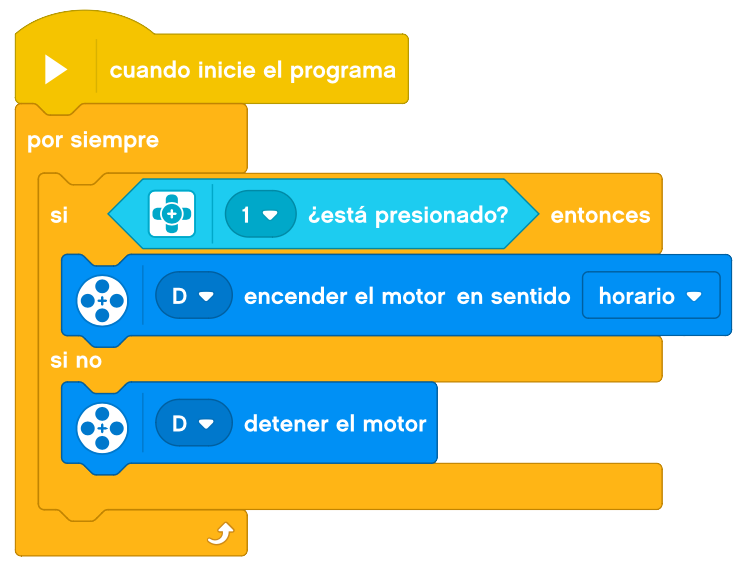 cuando inicie el programa
por siempre
si 1 ¿está presionado? entonces
D encender el motor en sentido horario
si no
D detener el motor